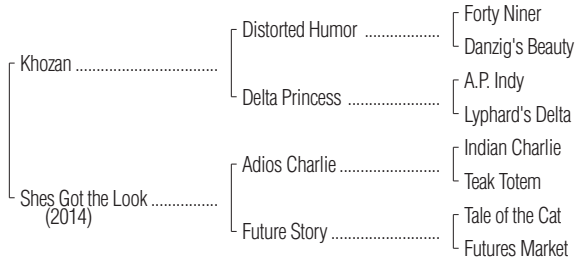 Forty Niner
Distorted Humor ..................
Danzig's Beauty
Khozan ..................................
A.P. Indy
Delta Princess ......................
Lyphard's Delta
Indian Charlie
Adios Charlie ........................
Teak Totem
Shes Got the Look ................
(2014)
Tale of the Cat
Future Story ..........................
Futures Market